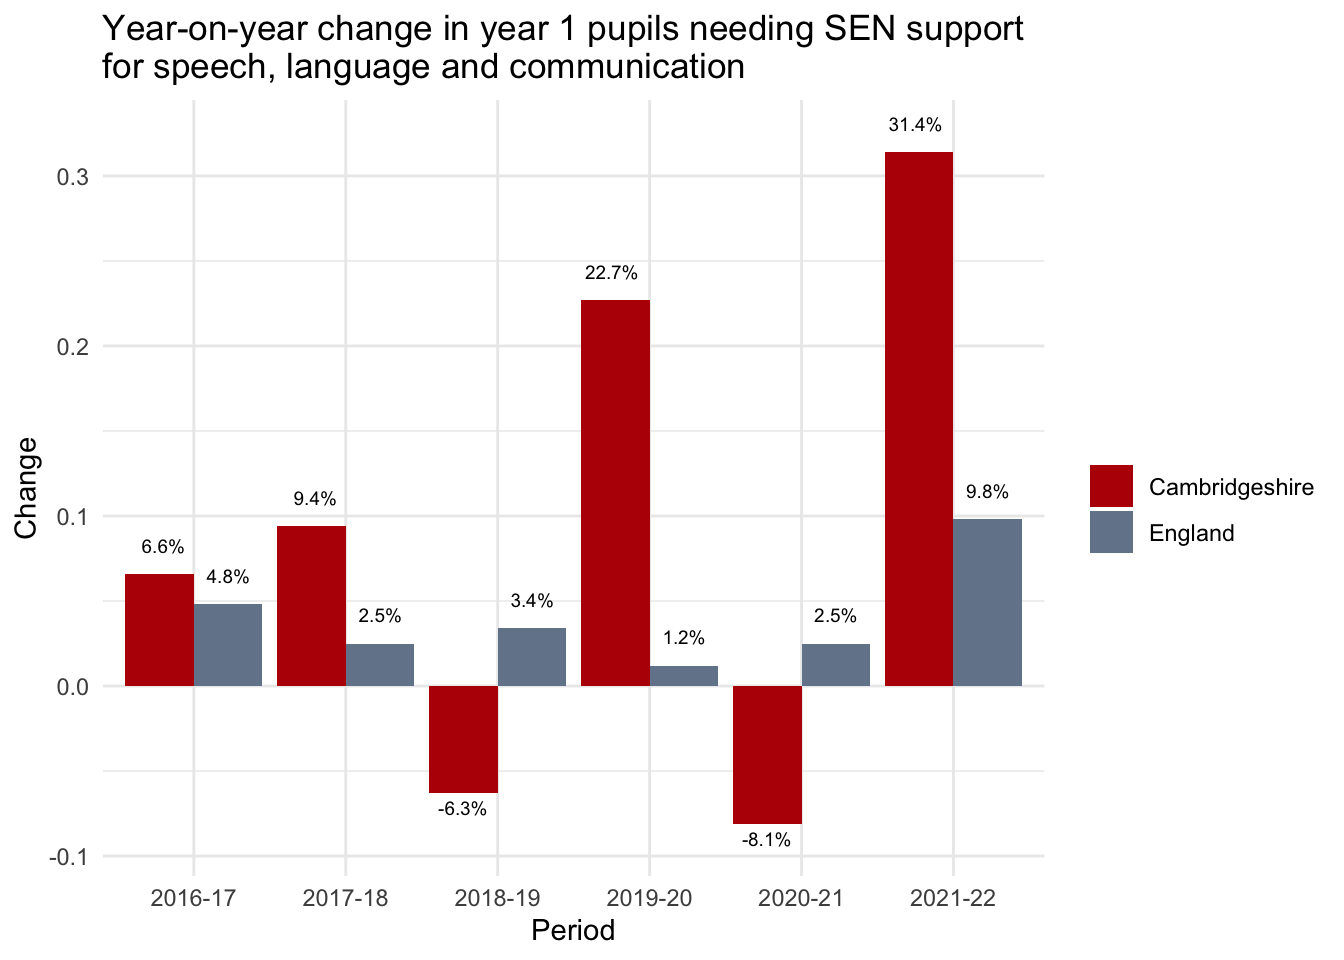 Year-on-year change in year 1 pupils needing SEN support
for speech, language and communication
31.4%
22.7%
9.8%
9.4%
6.6%
4.8%
2.5%
3.4%
1.2%
2.5%
-6.3%
-8.1%
0.3
0.2
0.1
0.0
-0.1
Change
2016-17 2017-18 2018-19 2019-20 2020-21 2021-22
Period
Cambridgeshire
England